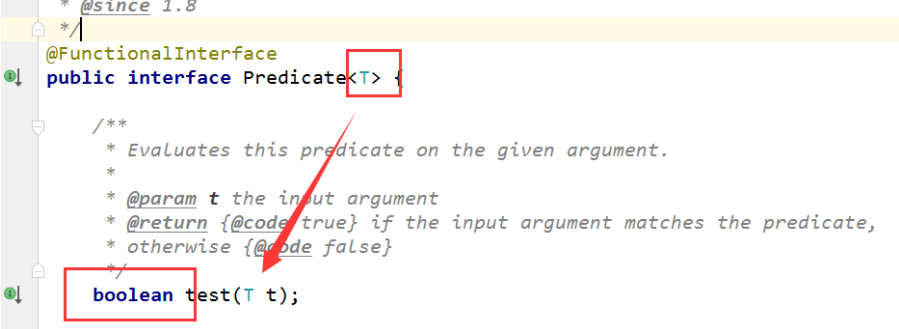 * @since 1.8
*/
@FunctionalInterface
public interface Predicate<T> {
/**
* Evaluates this predicate on the given argument.
*
* @param t the input argument
* @return {@code true} if the input argument matches the predicate,
* otherwise {@code false}
*/
boolean test(T t);